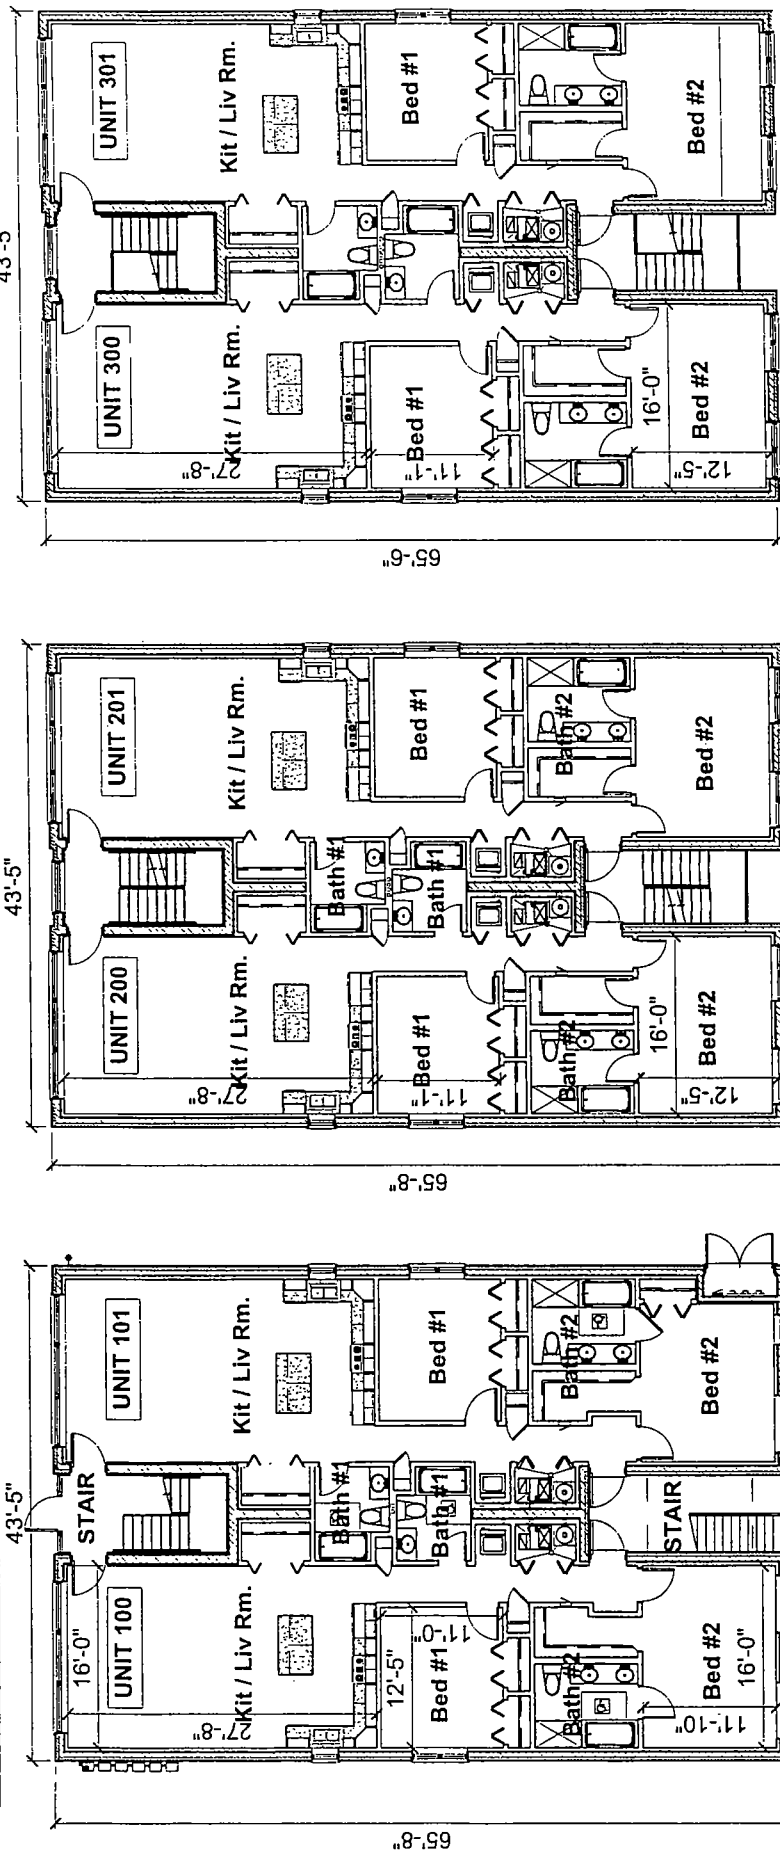 43'-5"
UNIT 301
Kit / Liv Rm.
Bed #1
Bed #2
UNIT 300
Kit / Liv Rm.
27'-8"
Bed #1
11'-1"
16'-0"
Bed #2
12'-5"
65'-6"
43'-5"
UNIT 201
Kit / Liv Rm.
Bed #1
Bath #2
Bed #2
Bath #1
Bath #1
UNIT 200
Kit / Liv Rm.
27'-8"
Bed #1
11'-1"
Bath #2
16'-0"
Bed #2
12'-5"
65'-8"
43'-5"
UNIT 101
Kit / Liv Rm.
Bed #1
Bath #2
Bed #2
STAIR
Bath #1
Bath #1
STAIR
16'-0"
UNIT 100
Kit / Liv Rm.
27'-8"
12'-5"
Bed #1
11'-0"
Bath #2
Bed #2
16'-0"
11'-10"
65'-8"